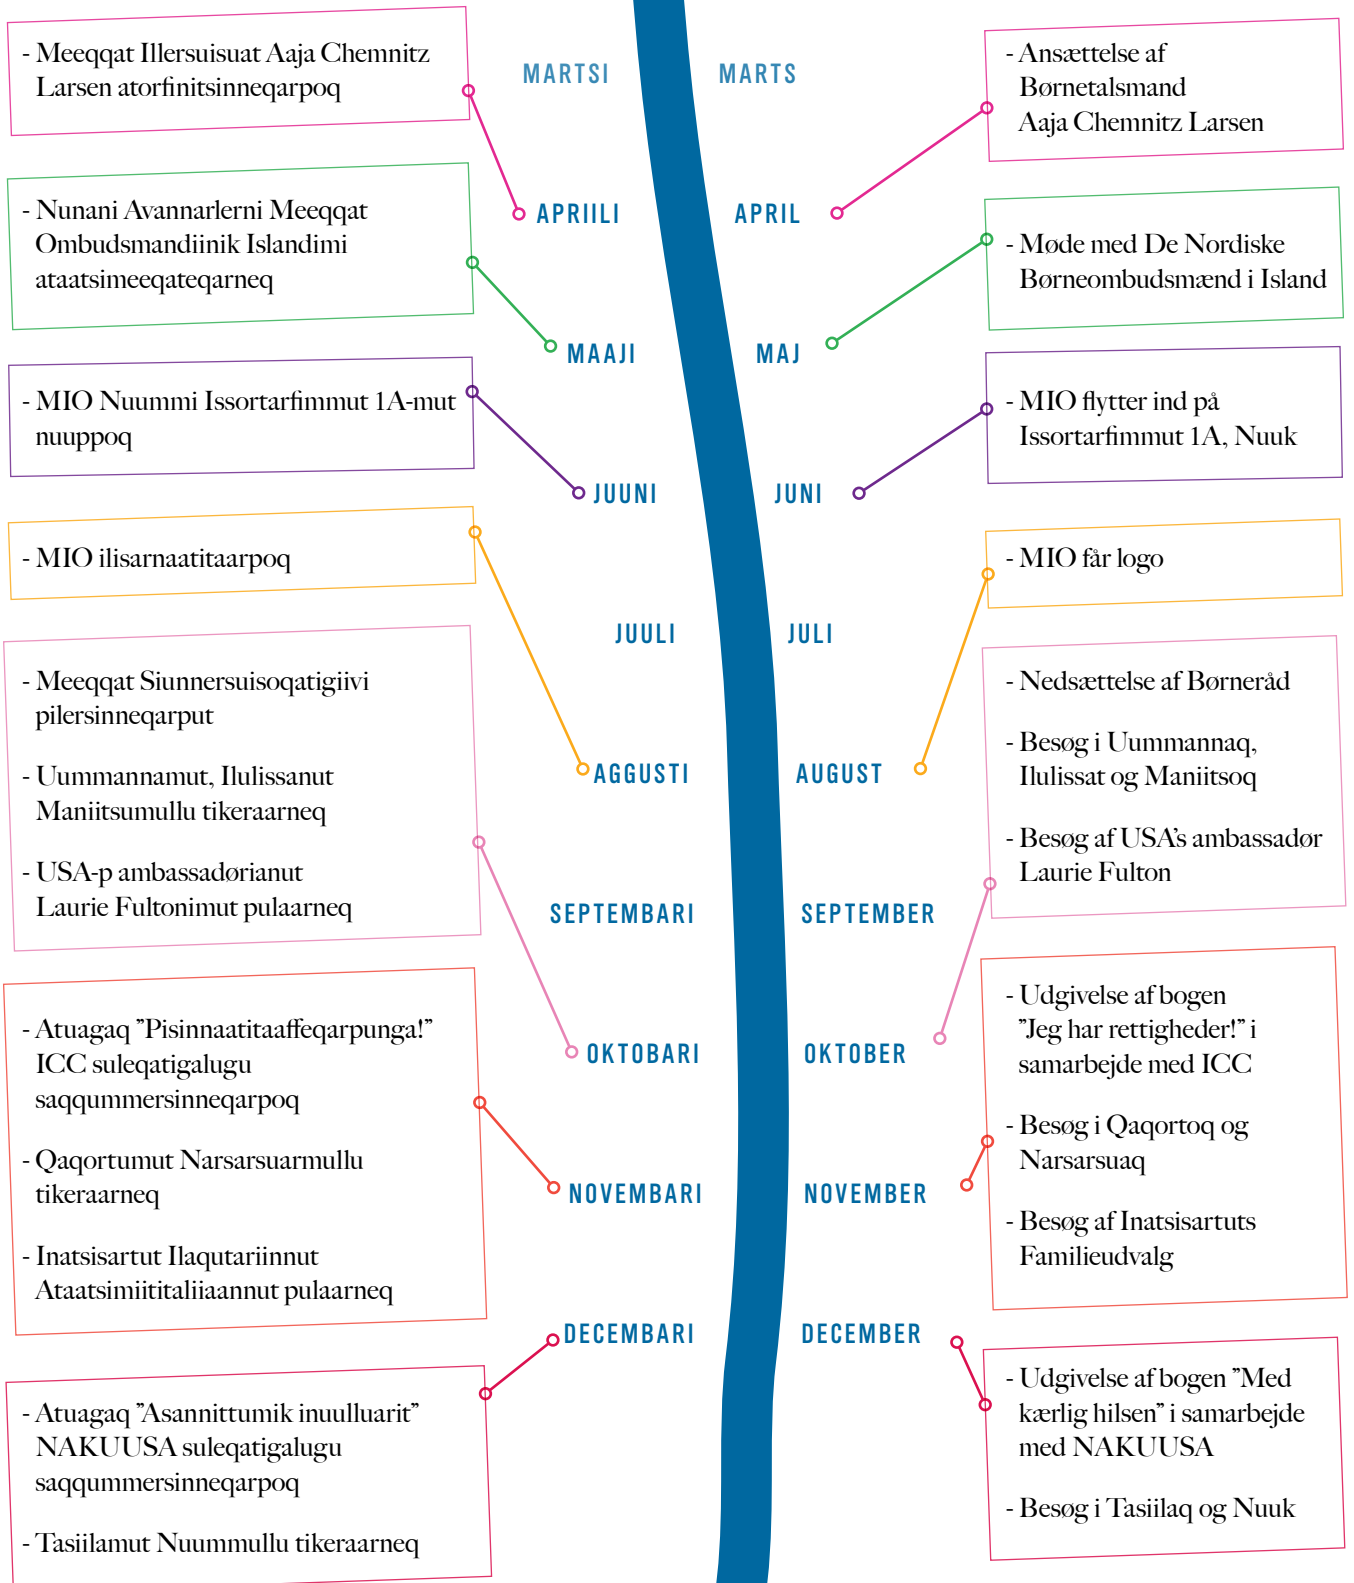 - Meeqqat Illersuisuat Aaja Chemnitz
Larsen atorfinitsinneqarpoq
- Nunani Avannarlerni Meeqqat
Ombudsmandiinik Islandimi
ataatsimeeqateqarneq
- MIO Nuummi Issortarfimmut 1A-mut
nuuppoq
- MIO ilisarnaatitaarpoq
- Meeqqat Siunnersuisoqatigiivi
pilersinneqarput
- Uummannamut, Ilulissanut
Maniitsumullu tikeraarneq
- USA-p ambassadørianut
Laurie Fultonimut pulaarneq
- Atuagaq ”Pisinnaatitaaffeqarpunga!”
ICC suleqatigalugu
saqqummersinneqarpoq
- Qaqortumut Narsarsuarmullu
tikeraarneq
- Inatsisartut Ilaqutariinnut
Ataatsimiititaliiaannut pulaarneq
- Atuagaq ”Asannittumik inuulluarit”
NAKUUSA suleqatigalugu
saqqummersinneqarpoq
- Tasiilamut Nuummullu tikeraarneq
MARTSI
APRIILI
MAAJI
JUUNI
JUULI
AGGUSTI
SEPTEMBARI
OKTOBARI
NOVEMBARI
DECEMBARI
MARTS
APRIL
MAJ
JUNI
JULI
AUGUST
SEPTEMBER
OKTOBER
NOVEMBER
DECEMBER
- Ansættelse af
Børnetalsmand
Aaja Chemnitz Larsen
- Møde med De Nordiske
Børneombudsmænd i Island
- MIO flytter ind på
Issortarfimmut 1A, Nuuk
- MIO får logo
- Nedsættelse af Børneråd
- Besøg i Uummannaq,
Ilulissat og Maniitsoq
- Besøg af USA’s ambassadør
Laurie Fulton
- Udgivelse af bogen
”Jeg har rettigheder!” i
samarbejde med ICC
- Besøg i Qaqortoq og
Narsarsuaq
- Besøg af Inatsisartuts
Familieudvalg
- Udgivelse af bogen ”Med
kærlig hilsen” i samarbejde
med NAKUUSA
- Besøg i Tasiilaq og Nuuk